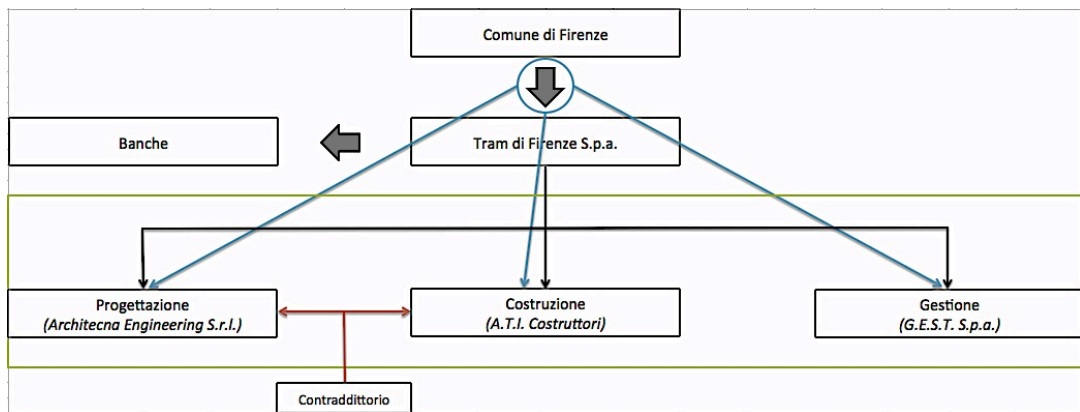 Comune di Firenze
Banche
Tram di Firenze S.p.a.
Progettazione
(Architecna Engineering S.r.l.)
Costruzione
(A.T.I. Costruttori)
Gestione
(G.E.S.T. S.p.a.)
Contraddittorio